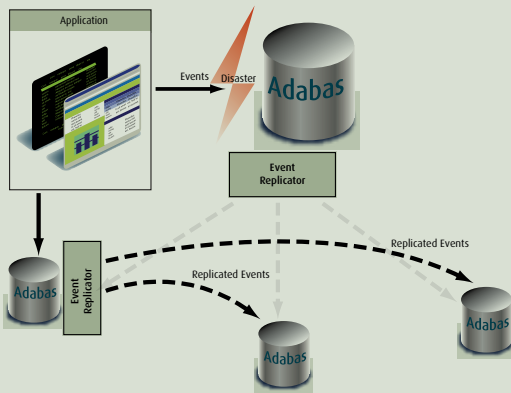 Application
Events
Disaster
Adabas
Event
Replicator
Replicated Events
Adabas
Event
Replicator
Replicated Events
Adabas
Adabas